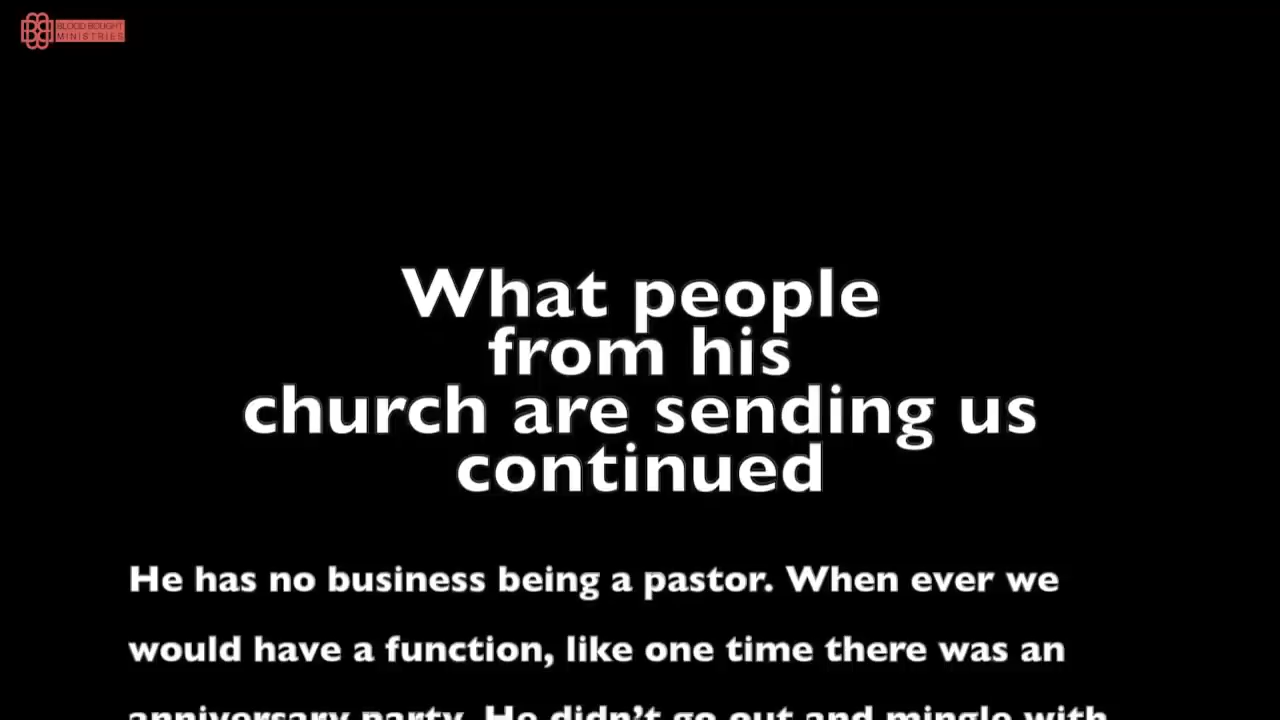 BLOOD BOUGHT
MINISTRIES
What people
from his
church are sending us
continued
He has no business being a pastor. When ever we
would have a function, like one time there was an
anniversary party. He didn't go out and mingle with